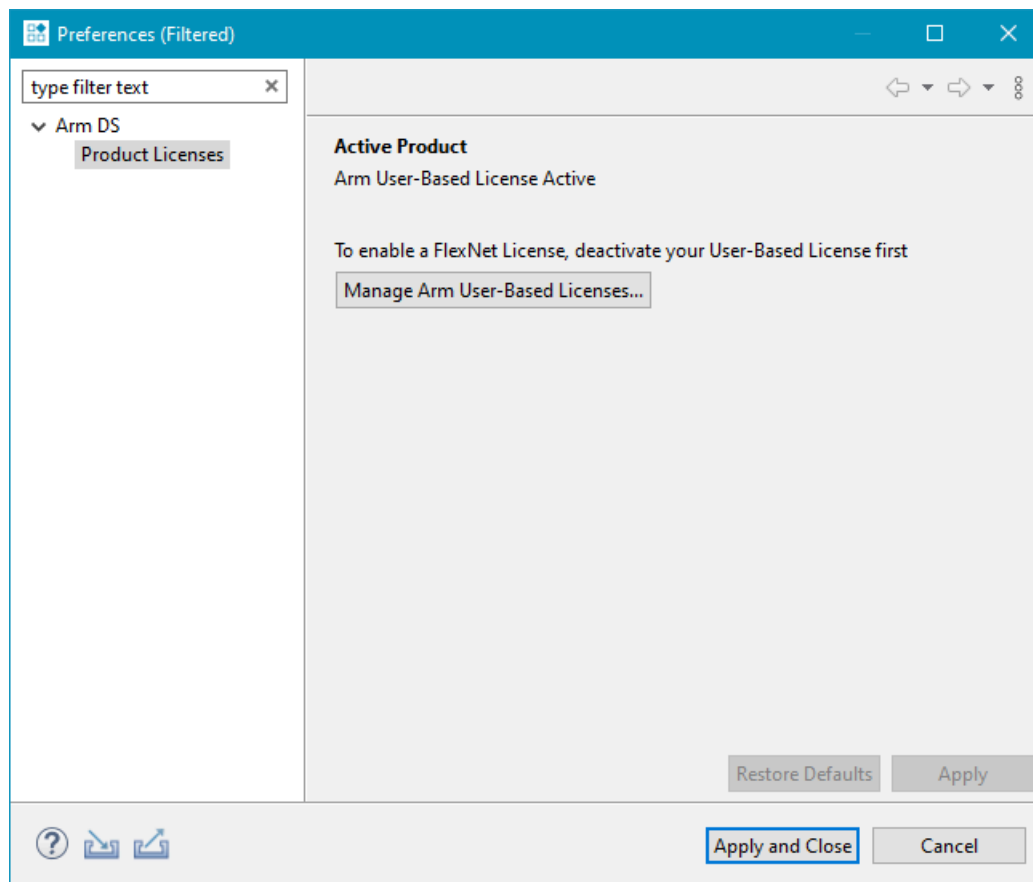 Preferences (Filtered)
type filter text
Arm DS
Product Licenses
Active Product
Arm User-Based License Active
To enable a FlexNet License, deactivate your User-Based License first
Manage Arm User-Based Licenses...
Restore Defaults
Apply
Apply and Close
Cancel